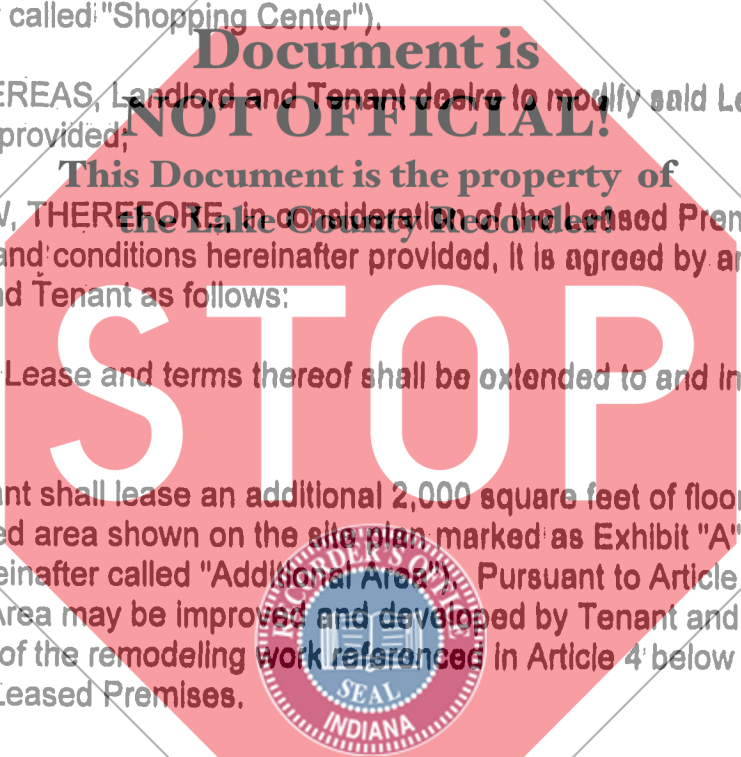 called "Shopping Center").
Document is
EREAS, Landlord and Tenant desire to modify said Le
NOT OFFICIAL!
provided;
This Document is the property of
THEREFORE, in consideration of the Leased Prem
the Lake County Recorder!
and conditions hereinafter provided, it is agreed by an
nd Tenant as follows:
STOP
Lease and terms thereof shall be extended to and in
ant shall lease an additional 2,000 square feet of floor
ed area shown on the site plan marked as Exhibit "A"
einafter called "Additional Area"). Pursuant to Article
Area may be improved and developed by Tenant and
of the remodeling work referenced in Article 4 below
Leased Premises.
RECORDER'S OFFICE
SEAL
INDIANA